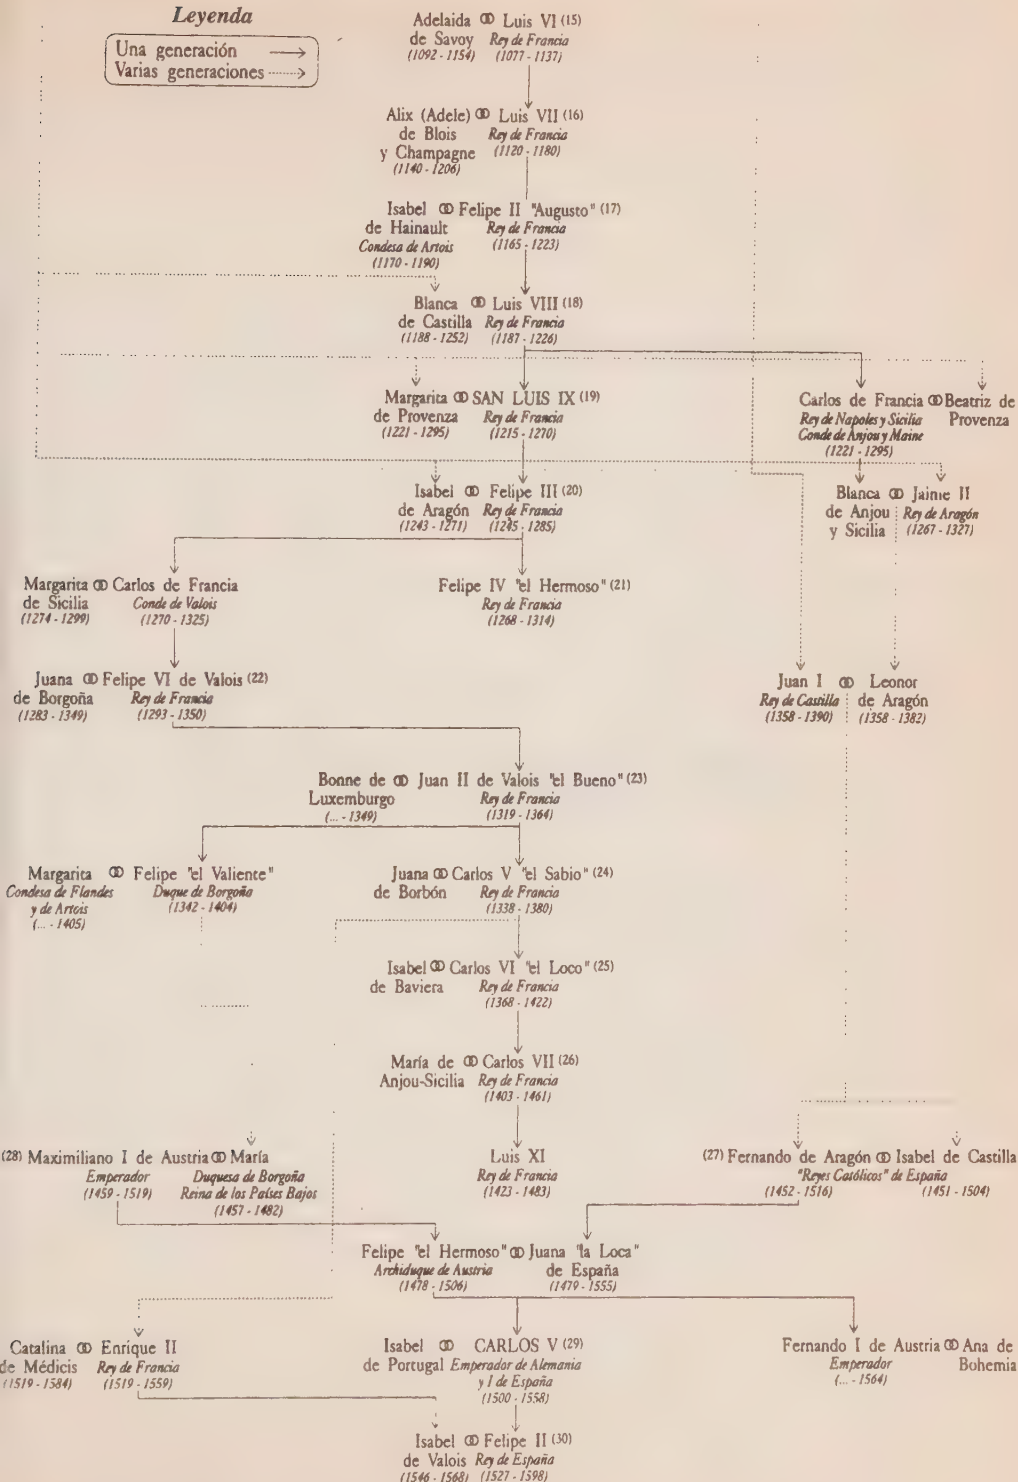 Leyenda
Una generación
Varias generaciones
Adelaida ⚭ Luis VI (15)
de Savoy Rey de Francia
(1092 - 1154) (1077 - 1137)
Alix (Adele) ⚭ Luis VII (16)
de Blois Rey de Francia
y Champagne (1120 - 1180)
(1140 - 1206)
Isabel ⚭ Felipe II "Augusto" (17)
de Hainault Rey de Francia
Condesa de Artois (1165 - 1223)
(1170 - 1190)
Blanca ⚭ Luis VIII (18)
de Castilla Rey de Francia
(1188 - 1252) (1187 - 1226)
Margarita ⚭ SAN LUIS IX (19)
de Provenza Rey de Francia
(1221 - 1295) (1215 - 1270)
Carlos de Francia ⚭ Beatriz de
Rey de Napoles y Sicilia Provenza
Conde de Anjou y Maine
(1221 - 1295)
Isabel ⚭ Felipe III (20)
de Aragón Rey de Francia
(1243 - 1271) (1245 - 1285)
Blanca ⚭ Jaime II
de Anjou Rey de Aragón
y Sicilia (1267 - 1327)
Margarita ⚭ Carlos de Francia
de Sicilia Conde de Valois
(1274 - 1299) (1270 - 1325)
Felipe IV "el Hermoso" (21)
Rey de Francia
(1268 - 1314)
Juana ⚭ Felipe VI de Valois (22)
de Borgoña Rey de Francia
(1283 - 1349) (1293 - 1350)
Juan I ⚭ Leonor
Rey de Castilla de Aragón
(1358 - 1390) (1358 - 1382)
Bonne de ⚭ Juan II de Valois "el Bueno" (23)
Luxemburgo Rey de Francia
(... - 1349) (1319 - 1364)
Margarita ⚭ Felipe "el Valiente"
Condesa de Flandes Duque de Borgoña
y de Artois (1342 - 1404)
(... - 1405)
Juana ⚭ Carlos V "el Sabio" (24)
de Borbón Rey de Francia
(1338 - 1380)
Isabel ⚭ Carlos VI "el Loco" (25)
de Baviera Rey de Francia
(1368 - 1422)
María de ⚭ Carlos VII (26)
Anjou-Sicilia Rey de Francia
(1403 - 1461)
(28) Maximiliano I de Austria ⚭ María
Emperador Duquesa de Borgoña
(1459 - 1519) Reina de los Países Bajos
(1457 - 1482)
Luis XI
Rey de Francia
(1423 - 1483)
(27) Fernando de Aragón ⚭ Isabel de Castilla
"Reyes Católicos" de España
(1452 - 1516) (1451 - 1504)
Felipe "el Hermoso" ⚭ Juana "la Loca"
Archiduque de Austria de España
(1478 - 1506) (1479 - 1555)
Catalina ⚭ Enrique II
de Médicis Rey de Francia
(1519 - 1584) (1519 - 1559)
Isabel ⚭ CARLOS V (29)
de Portugal Emperador de Alemania
y I de España
(1500 - 1558)
Fernando I de Austria ⚭ Ana de
Emperador Bohemia
(... - 1564)
Isabel ⚭ Felipe II (30)
de Valois Rey de España
(1546 - 1568) (1527 - 1598)